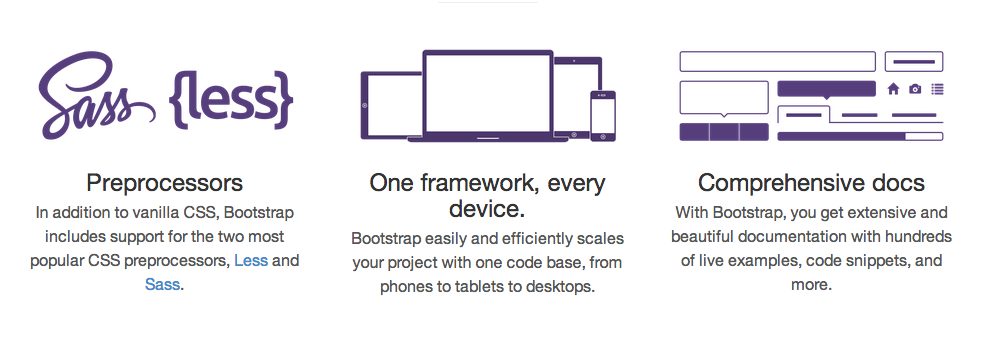 Sass {less}
Preprocessors
In addition to vanilla CSS, Bootstrap
includes support for the two most
popular CSS preprocessors, Less and
Sass.
One framework, every
device.
Bootstrap easily and efficiently scales
your project with one code base, from
phones to tablets to desktops.
Comprehensive docs
With Bootstrap, you get extensive and
beautiful documentation with hundreds
of live examples, code snippets, and
more.